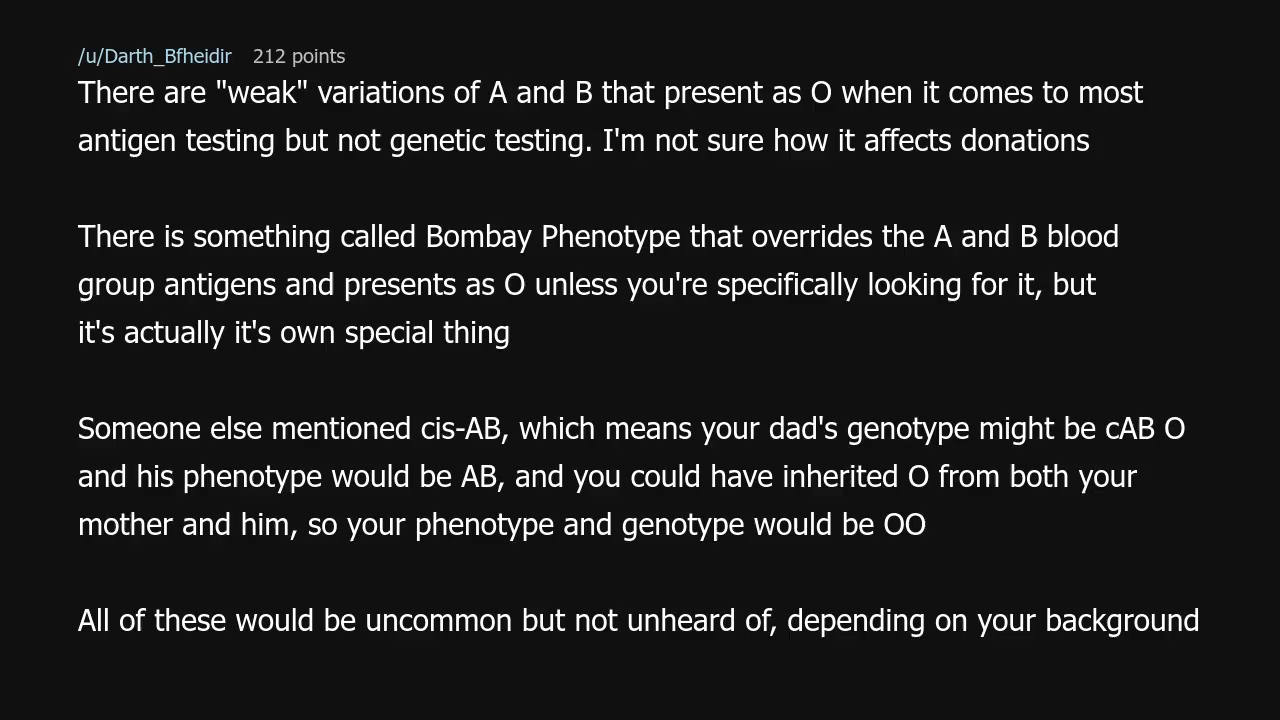 /u/Darth_Bfheidir 212 points
There are "weak" variations of A and B that present as O when it comes to most
antigen testing but not genetic testing. I'm not sure how it affects donations
There is something called Bombay Phenotype that overrides the A and B blood
group antigens and presents as O unless you're specifically looking for it, but
it's actually it's own special thing
Someone else mentioned cis-AB, which means your dad's genotype might be cAB O
and his phenotype would be AB, and you could have inherited O from both your
mother and him, so your phenotype and genotype would be OO
All of these would be uncommon but not unheard of, depending on your background